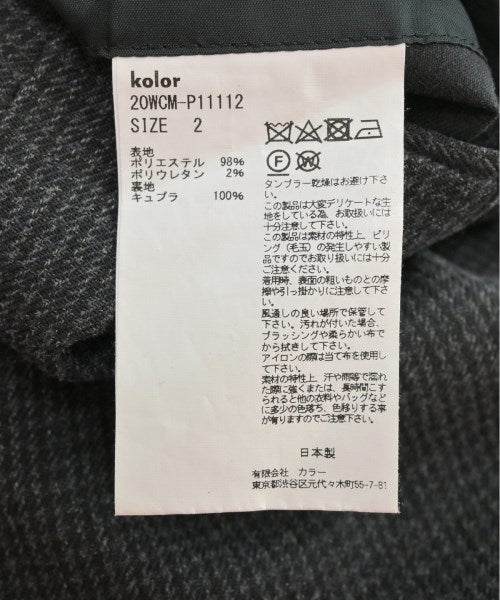 kolor
20WCM-P11112
SIZE 2
表地
ポリエステル 98%
ポリウレタン 2%
裏地
キュプラ 100%
F
W
タンブラー乾燥はお避け下さ
い。
この製品は大変デリケートな生
地をしている為、お取扱いには
十分注意して下さい。
この製品は素材の特性上、ピリ
ング（毛玉）の発生しやすい製
品ですのでお取り扱いには十分
ご注意ください。
着用時、表面の粗いものとの摩
擦や引っ掛かりに注意して下さ
い。
風通しの良い場所で保管して下
さい。汚れが付いた場合、
ブラッシングや柔らかい布で
から拭きして下さい。
アイロンの際は当て布を使用し
て下さい。
素材の特性上、汗や雨等で濡れ
た際に強くまたは、長時間こす
られると他の衣料やバッグなど
に多少の色落ち、色移りする事
が有りますのでご注意下さい。
日本製
有限会社 カラー
東京都渋谷区元代々木町55-7-B1